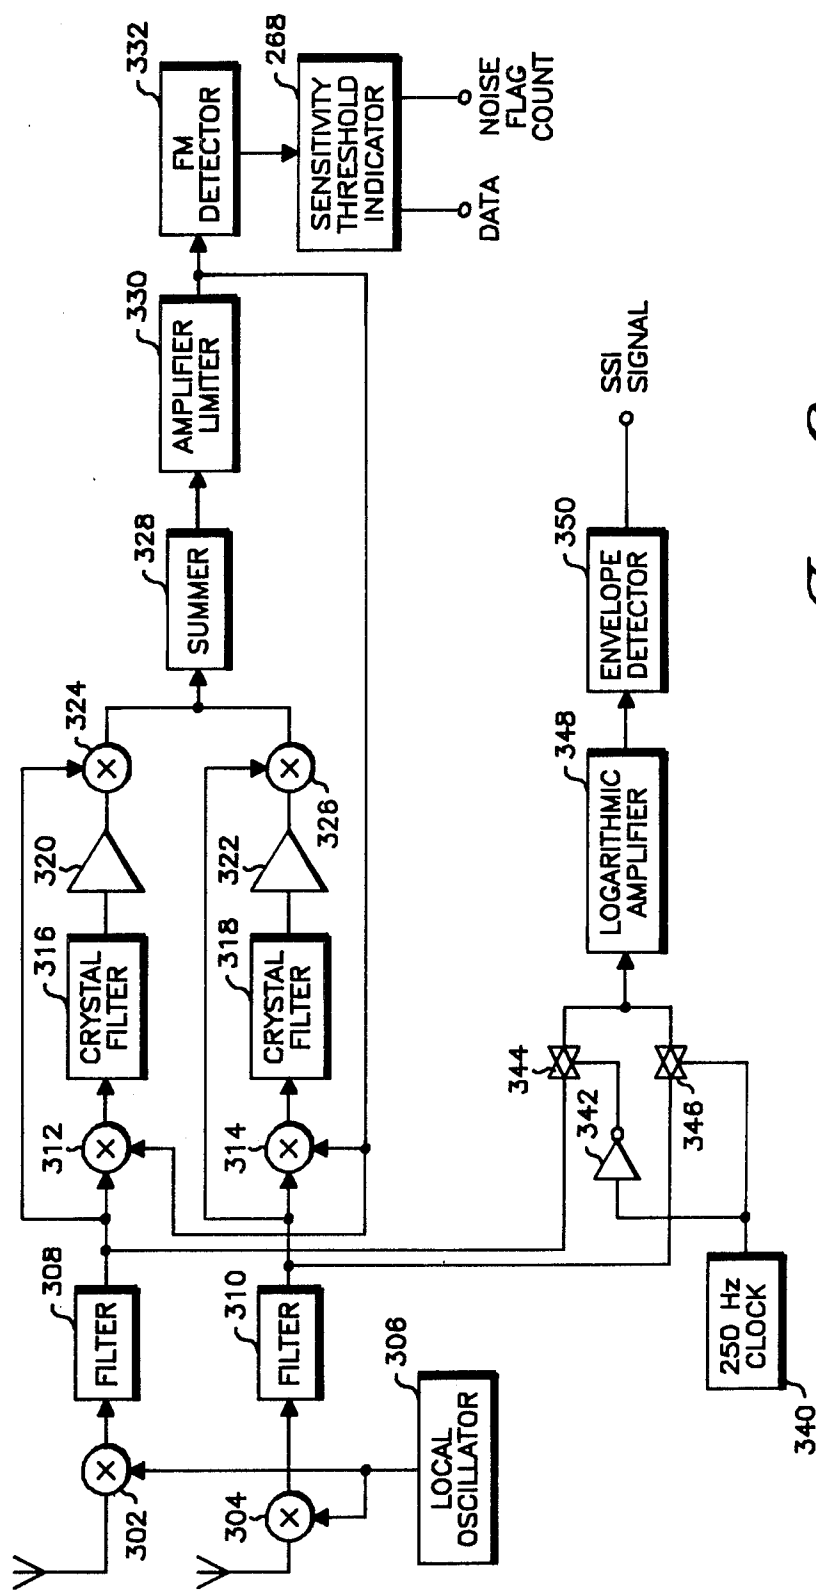 302
FILTER
308
312
CRYSTAL
FILTER
316
320
324
304
FILTER
310
314
CRYSTAL
FILTER
318
322
326
SUMMER
328
AMPLIFIER
LIMITER
330
FM
DETECTOR
332
SENSITIVITY
THRESHOLD
INDICATOR
268
DATA
NOISE
FLAG
COUNT
LOCAL
OSCILLATOR
306
250 Hz
CLOCK
340
342
344
346
LOGARITHMIC
AMPLIFIER
348
ENVELOPE
DETECTOR
350
SSI
SIGNAL